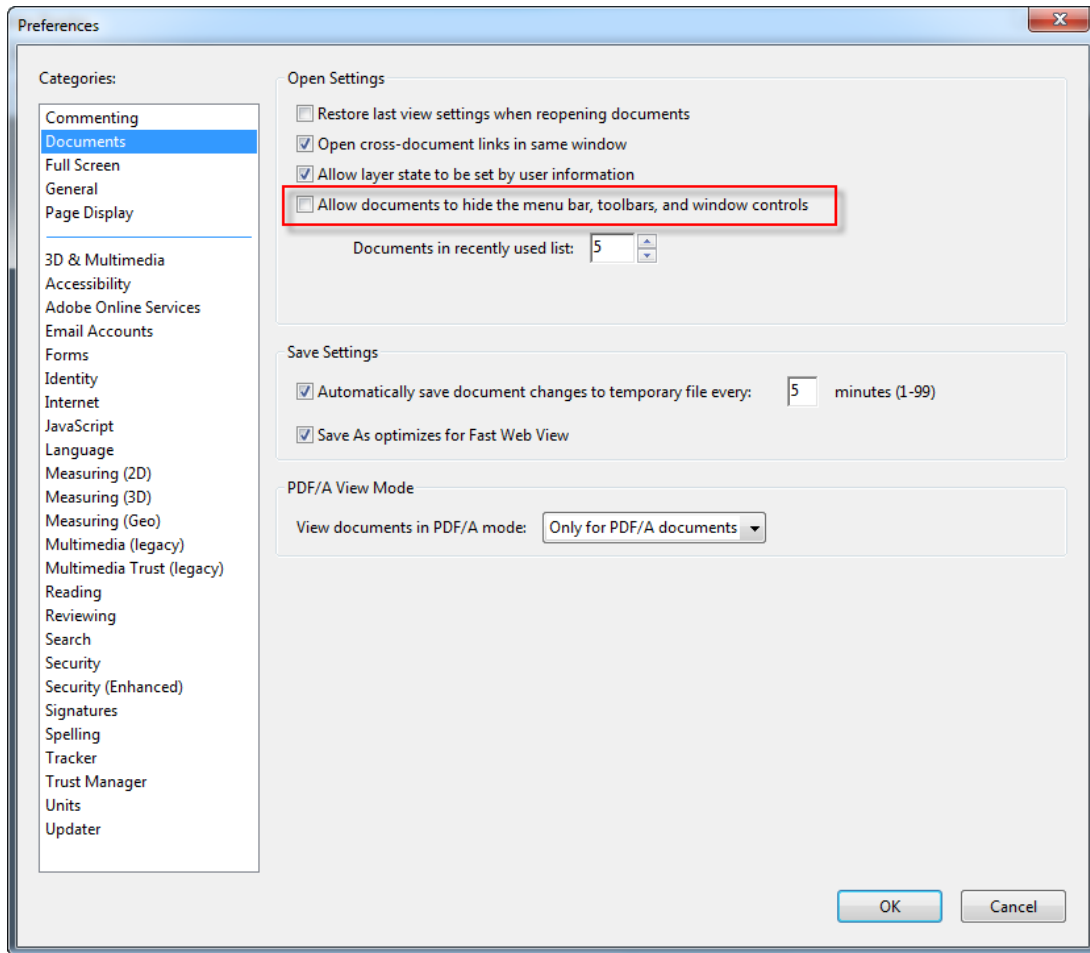 Preferences
Categories:
Commenting
Documents
Full Screen
General
Page Display
3D & Multimedia
Accessibility
Adobe Online Services
Email Accounts
Forms
Identity
Internet
JavaScript
Language
Measuring (2D)
Measuring (3D)
Measuring (Geo)
Multimedia (legacy)
Multimedia Trust (legacy)
Reading
Reviewing
Search
Security
Security (Enhanced)
Signatures
Spelling
Tracker
Trust Manager
Units
Updater
Open Settings
Restore last view settings when reopening documents
Open cross-document links in same window
Allow layer state to be set by user information
Allow documents to hide the menu bar, toolbars, and window controls
Documents in recently used list: 5
Save Settings
Automatically save document changes to temporary file every: 5 minutes (1-99)
Save As optimizes for Fast Web View
PDF/A View Mode
View documents in PDF/A mode: Only for PDF/A documents
OK Cancel